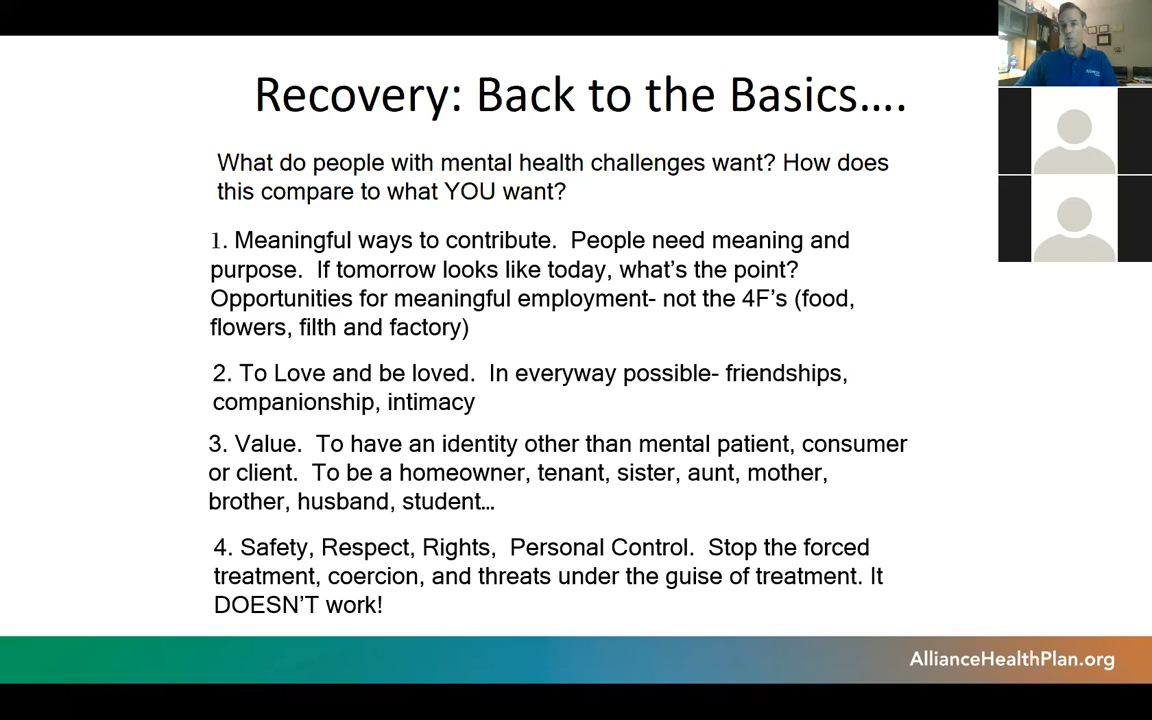 Recovery: Back to the Basics….
What do people with mental health challenges want? How does
this compare to what YOU want?
1. Meaningful ways to contribute.  People need meaning and
purpose.  If tomorrow looks like today, what’s the point?
Opportunities for meaningful employment- not the 4F’s (food,
flowers, filth and factory)
2. To Love and be loved.  In everyway possible- friendships,
companionship, intimacy
3. Value.  To have an identity other than mental patient, consumer
or client.  To be a homeowner, tenant, sister, aunt, mother,
brother, husband, student…
4. Safety, Respect, Rights,  Personal Control.  Stop the forced
treatment, coercion, and threats under the guise of treatment. It
DOESN’T work!
AllianceHealthPlan.org